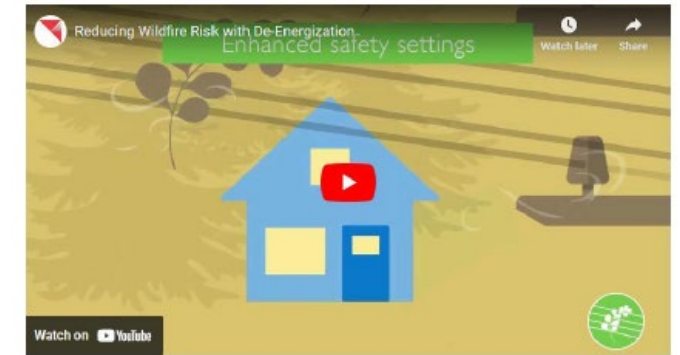 Reducing Wildfire Risk with De-Energization
Enhanced safety settings
Watch later
Share
Watch on YouTube